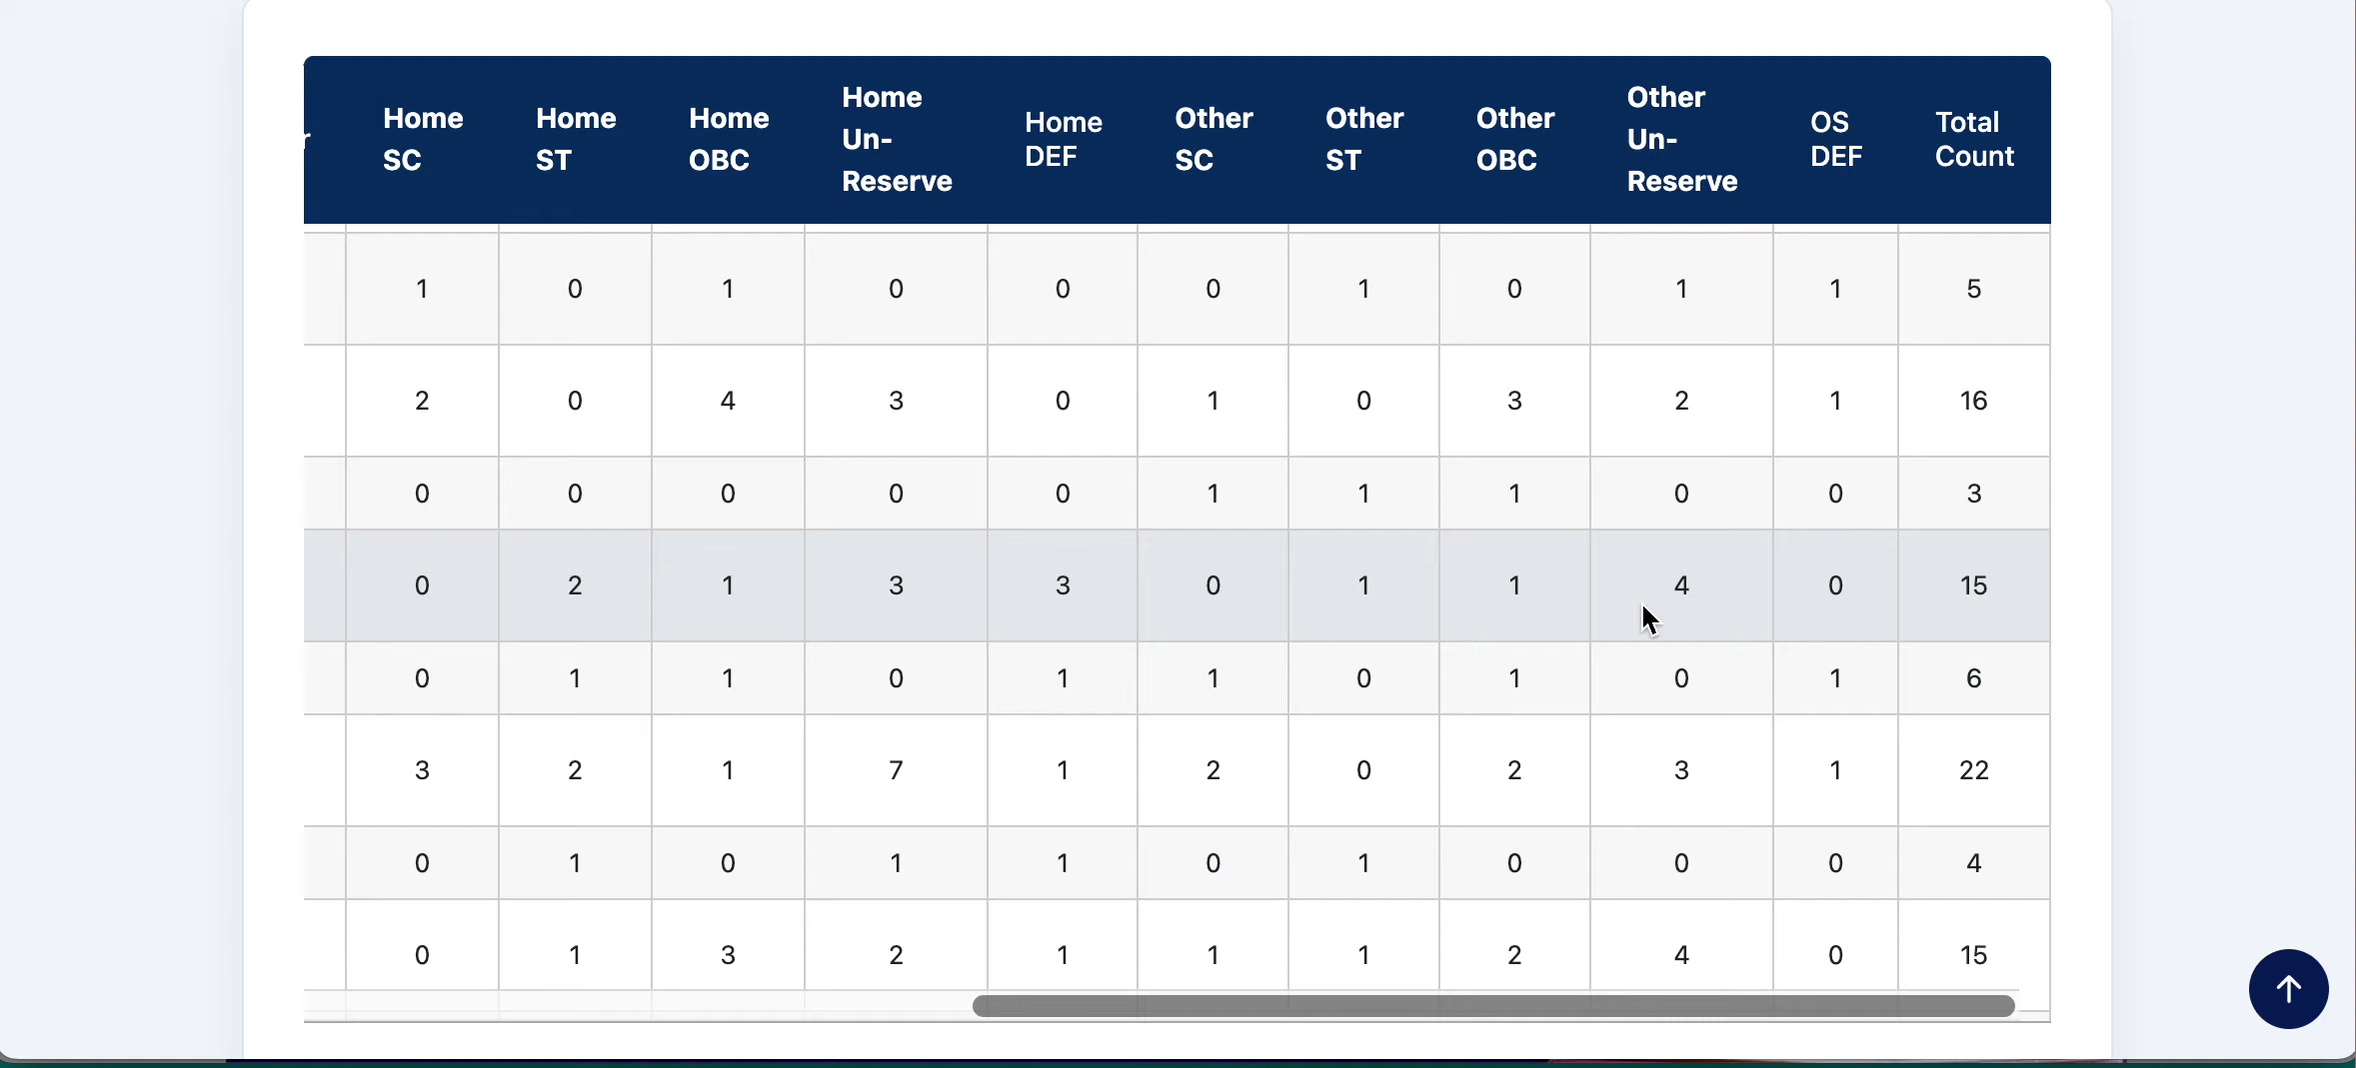 Home SC Home ST Home OBC Home Un-Reserve Home DEF Other SC Other ST Other OBC Other Un-Reserve OS DEF Total Count
1 0 1 0 0 0 1 0 1 1 5
2 0 4 3 0 1 0 3 2 1 16
0 0 0 0 0 1 1 1 0 0 3
0 2 1 3 3 0 1 1 4 0 15
0 1 1 0 1 1 0 1 0 1 6
3 2 1 7 1 2 0 2 3 1 22
0 1 0 1 1 0 1 0 0 0 4
0 1 3 2 1 1 1 2 4 0 15